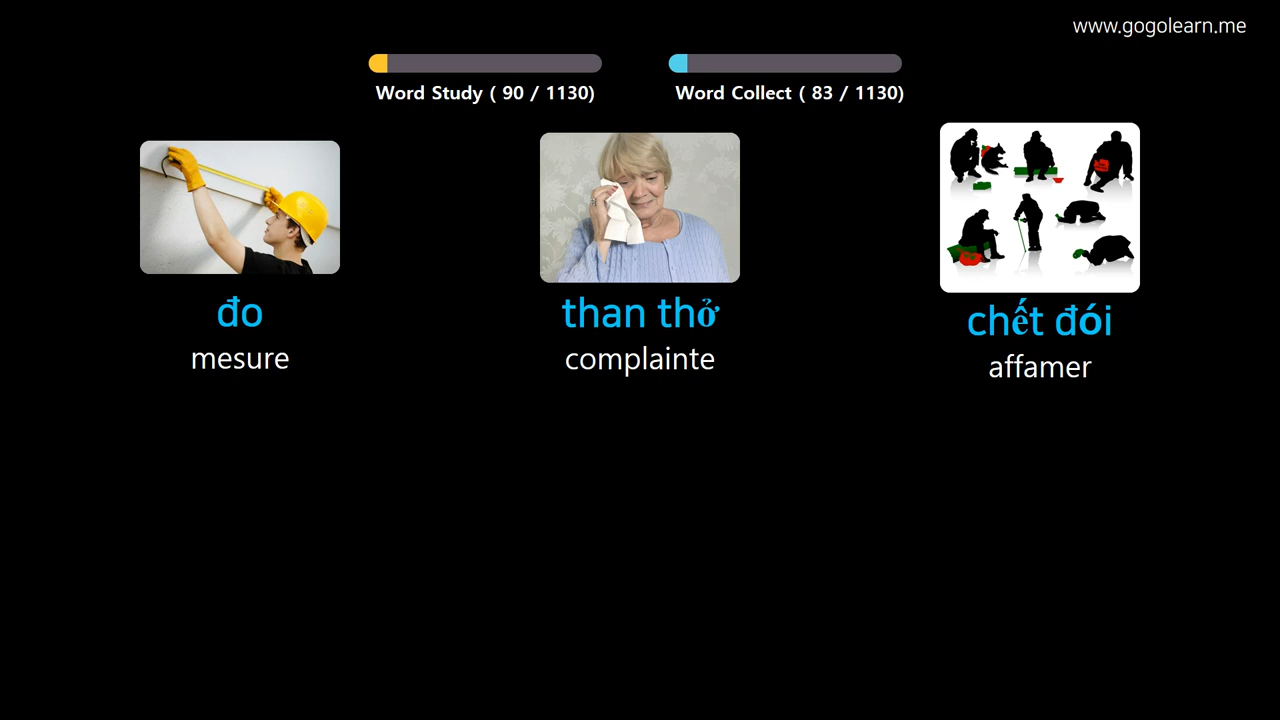 www.gogolearn.me
Word Study ( 90 / 1130)
Word Collect ( 83 / 1130)
đo
mesure
than thở
complainte
chết đói
affamer